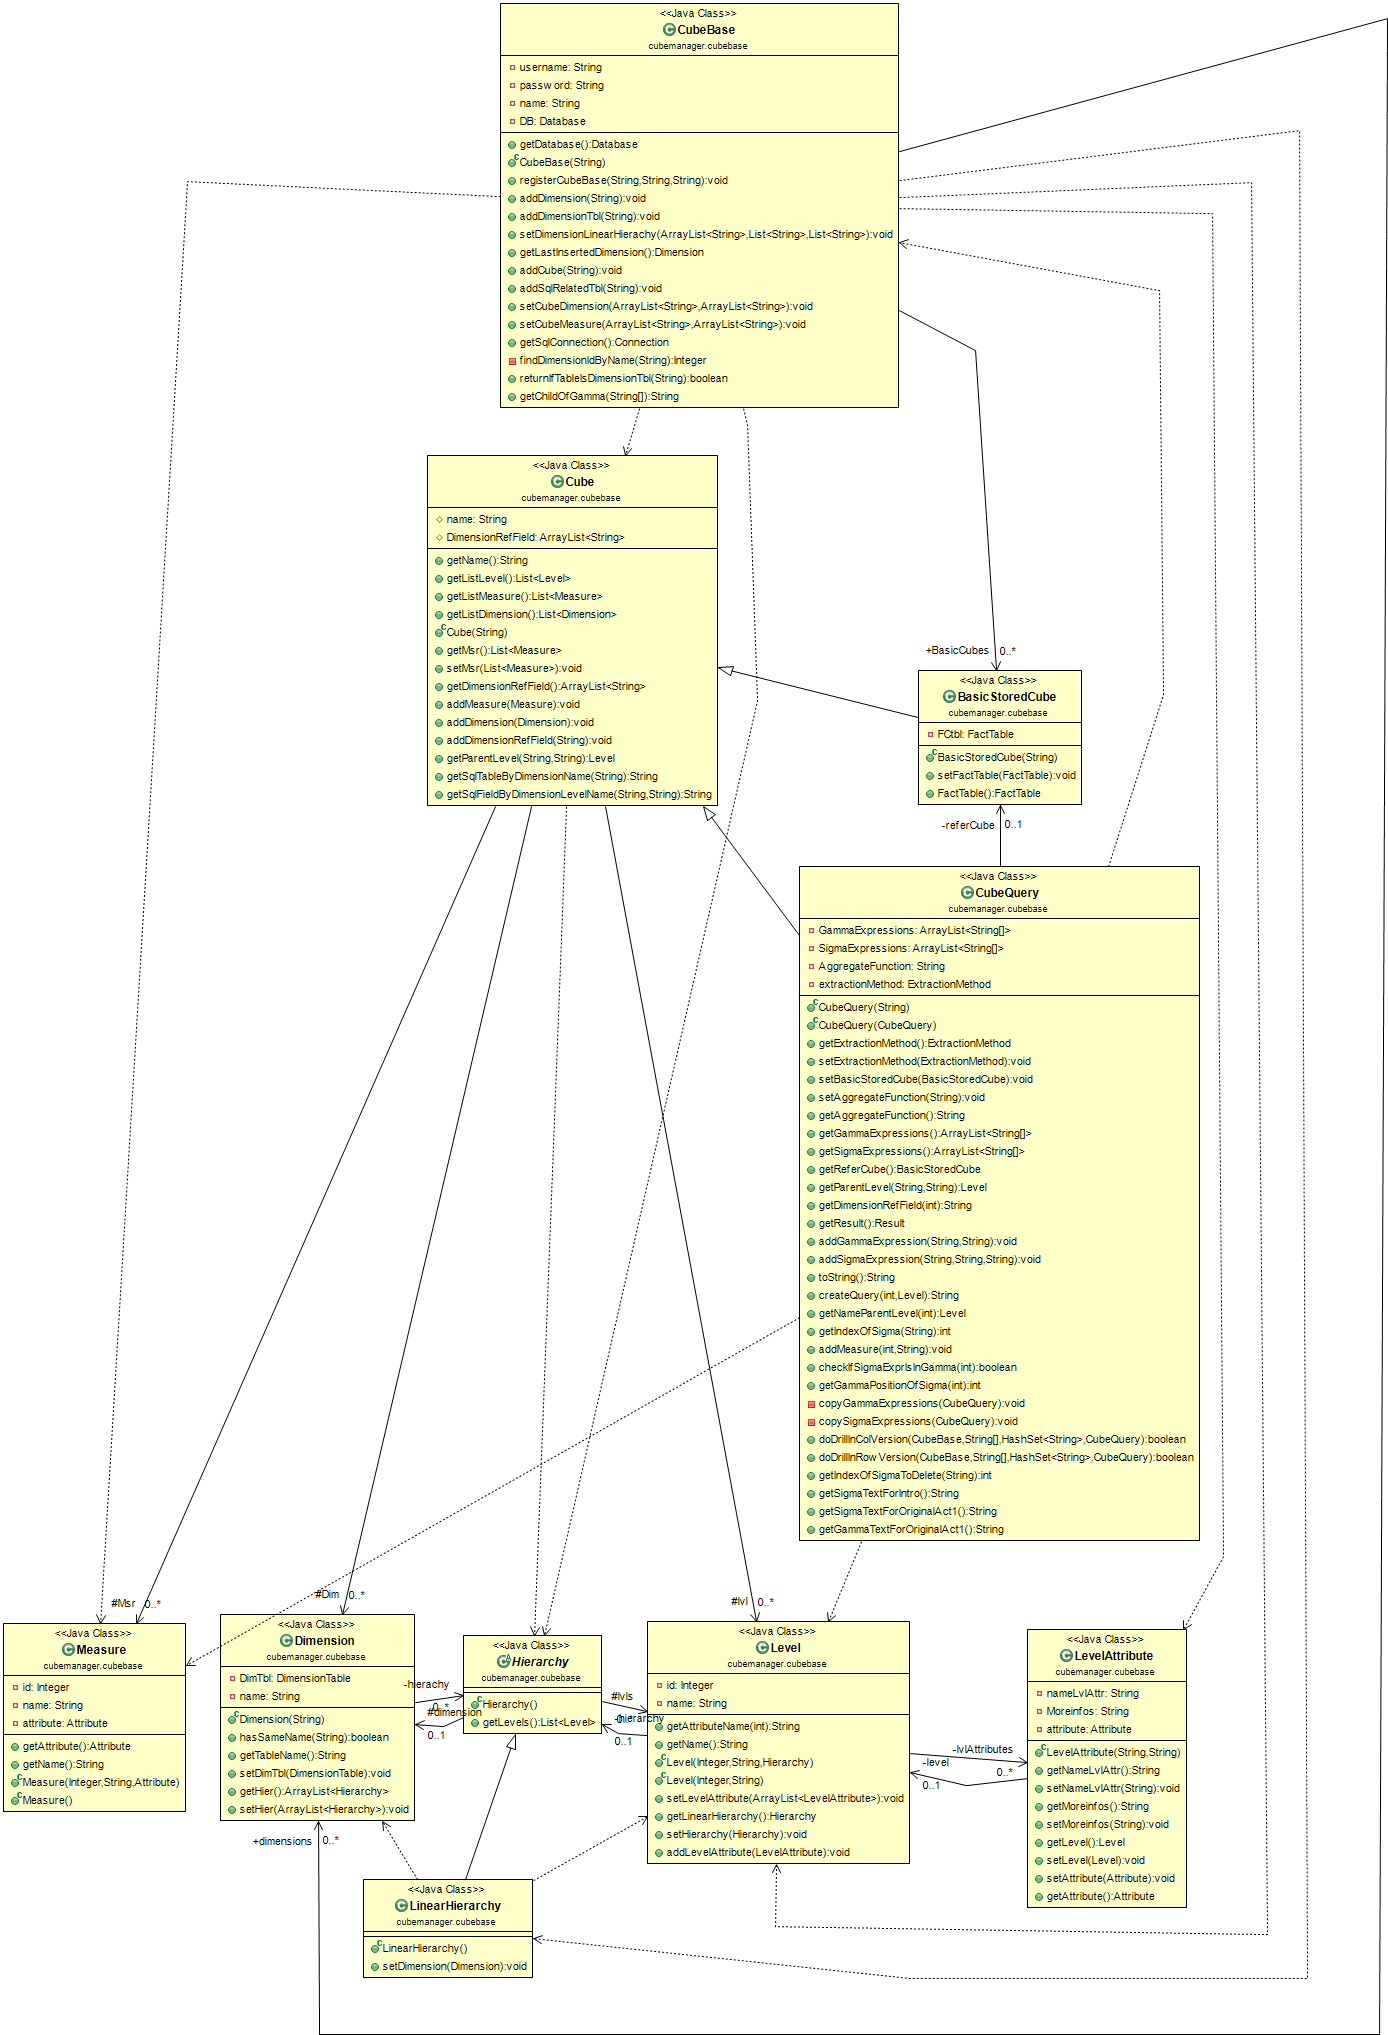 <<Java Class>>
CubeBase
cubemanager.cubebase
username: String
password: String
name: String
DB: Database
getDatabase():Database
CubeBase(String)
registerCubeBase(String,String,String):void
addDimension(String):void
addDimensionTbl(String):void
setDimensionLinearHierachy(ArrayList<String>,List<String>,List<String>):void
getLastInsertedDimension():Dimension
addCube(String):void
addSqlRelatedTbl(String):void
setCubeDimension(ArrayList<String>,ArrayList<String>):void
setCubeMeasure(ArrayList<String>,ArrayList<String>):void
getSqlConnection():Connection
findDimensionIdByName(String):Integer
returnIfTableIsDimensionTbl(String):boolean
getChildOfGamma(String[]):String
<<Java Class>>
Cube
cubemanager.cubebase
name: String
DimensionRefField: ArrayList<String>
getName():String
getListLevel():List<Level>
getListMeasure():List<Measure>
getListDimension():List<Dimension>
Cube(String)
getMsr():List<Measure>
setMsr(List<Measure>):void
getDimensionRefField():ArrayList<String>
addMeasure(Measure):void
addDimension(Dimension):void
addDimensionRefField(String):void
getParentLevel(String,String):Level
getSqlTableByDimensionName(String):String
getSqlFieldByDimensionLevelName(String,String):String
+BasicCubes 0..*
<<Java Class>>
BasicStoredCube
cubemanager.cubebase
FCtbl: FactTable
BasicStoredCube(String)
setFactTable(FactTable):void
FactTable():FactTable
-referCube 0..1
<<Java Class>>
CubeQuery
cubemanager.cubebase
GammaExpressions: ArrayList<String[]>
SigmaExpressions: ArrayList<String[]>
AggregateFunction: String
extractionMethod: ExtractionMethod
CubeQuery(String)
CubeQuery(CubeQuery)
getExtractionMethod():ExtractionMethod
setExtractionMethod(ExtractionMethod):void
setBasicStoredCube(BasicStoredCube):void
setAggregateFunction(String):void
getAggregateFunction():String
getGammaExpressions():ArrayList<String[]>
getSigmaExpressions():ArrayList<String[]>
getReferCube():BasicStoredCube
getParentLevel(String,String):Level
getDimensionRefField(int):String
getResult():Result
addGammaExpression(String,String):void
addSigmaExpression(String,String,String):void
toString():String
createQuery(int,Level):String
getNameParentLevel(int):Level
getIndexOfSigma(String):int
addMeasure(int,String):void
checkIfSigmaExprIsInGamma(int):boolean
getGammaPositionOfSigma(int):int
copyGammaExpressions(CubeQuery):void
copySigmaExpressions(CubeQuery):void
doDrillInColVersion(CubeBase,String[],HashSet<String>,CubeQuery):boolean
doDrillInRowVersion(CubeBase,String[],HashSet<String>,CubeQuery):boolean
getIndexOfSigmaToDelete(String):int
getSigmaTextForIntro():String
getSigmaTextForOriginalAct1():String
getGammaTextForOriginalAct1():String
#Msr 0..*
#Dim 0..*
#lvl 0..*
<<Java Class>>
Measure
cubemanager.cubebase
id: Integer
name: String
attribute: Attribute
getAttribute():Attribute
getName():String
Measure(Integer,String,Attribute)
Measure()
<<Java Class>>
Dimension
cubemanager.cubebase
DimTbl: DimensionTable
name: String
Dimension(String)
hasSameName(String):boolean
getTableName():String
setDimTbl(DimensionTable):void
getHier():ArrayList<Hierarchy>
setHier(ArrayList<Hierarchy>):void
-hierachy
0..*
#dimension
0..1
<<Java Class>>
Hierarchy
cubemanager.cubebase
Hierarchy()
getLevels():List<Level>
#lvls
0..*
-hierarchy
0..1
<<Java Class>>
Level
cubemanager.cubebase
id: Integer
name: String
getAttributeName(int):String
getName():String
Level(Integer,String,Hierarchy)
Level(Integer,String)
setLevelAttribute(ArrayList<LevelAttribute>):void
getLinearHierarchy():Hierarchy
setHierarchy(Hierarchy):void
addLevelAttribute(LevelAttribute):void
-lvlAttributes
0..*
-level
0..1
<<Java Class>>
LevelAttribute
cubemanager.cubebase
nameLvlAttr: String
Moreinfos: String
attribute: Attribute
LevelAttribute(String,String)
getNameLvlAttr():String
setNameLvlAttr(String):void
getMoreinfos():String
setMoreinfos(String):void
getLevel():Level
setLevel(Level):void
setAttribute(Attribute):void
getAttribute():Attribute
+dimensions 0..*
<<Java Class>>
LinearHierarchy
cubemanager.cubebase
LinearHierarchy()
setDimension(Dimension):void